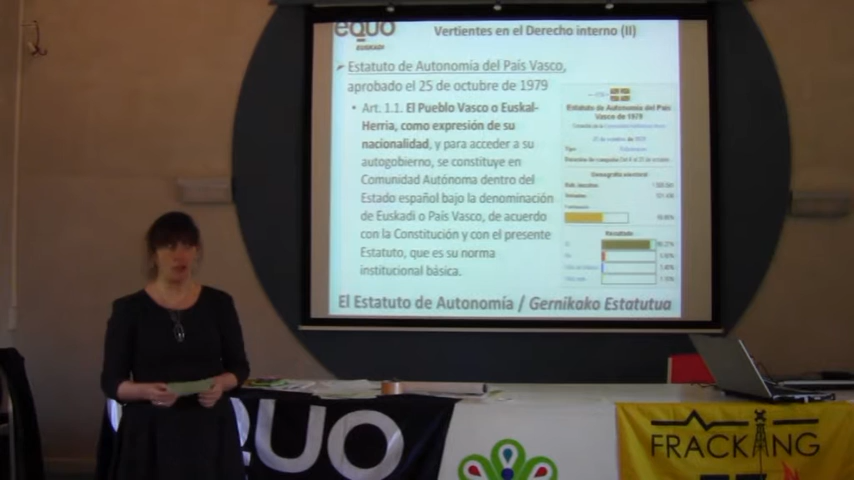 equo
EUSKADI
Vertientes en el Derecho interno (II)
Estatuto de Autonomía del País Vasco,
aprobado el 25 de octubre de 1979
• Art. 1.1. El Pueblo Vasco o Euskal-
Herria, como expresión de su
nacionalidad, y para acceder a su
autogobierno, se constituye en
Comunidad Autónoma dentro del
Estado español bajo la denominación
de Euskadi o País Vasco, de acuerdo
con la Constitución y con el presente
Estatuto, que es su norma
institucional básica.
Estatuto de Autonomía del País
Vasco de 1979
Demografía electoral
Resultado
El Estatuto de Autonomía / Gernikako Estatutua
QUO
FRACKING